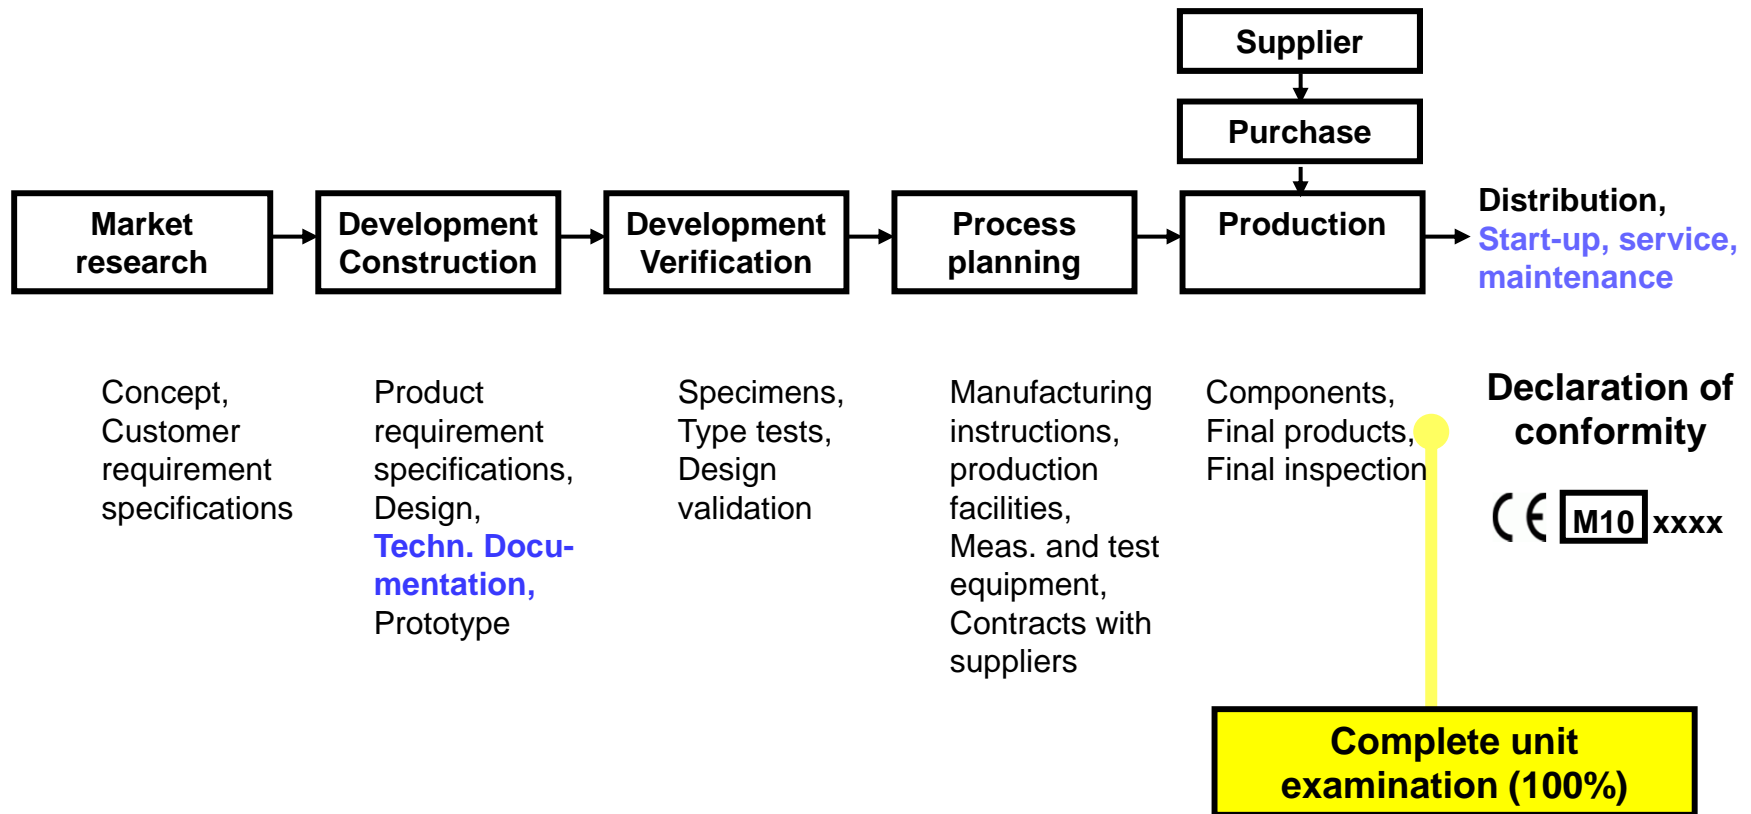 Supplier
Purchase
Market
research
Development
Construction
Development
Verification
Process
planning
Production
Distribution,
Start-up, service,
maintenance
Concept,
Customer
requirement
specifications
Product
requirement
specifications,
Design,
Techn. Docu-
mentation,
Prototype
Specimens,
Type tests,
Design
validation
Manufacturing
instructions,
production
facilities,
Meas. and test
equipment,
Contracts with
suppliers
Components,
Final products,
Final inspection
Declaration of
conformity
CE M10 xxxx
Complete unit
examination (100%)